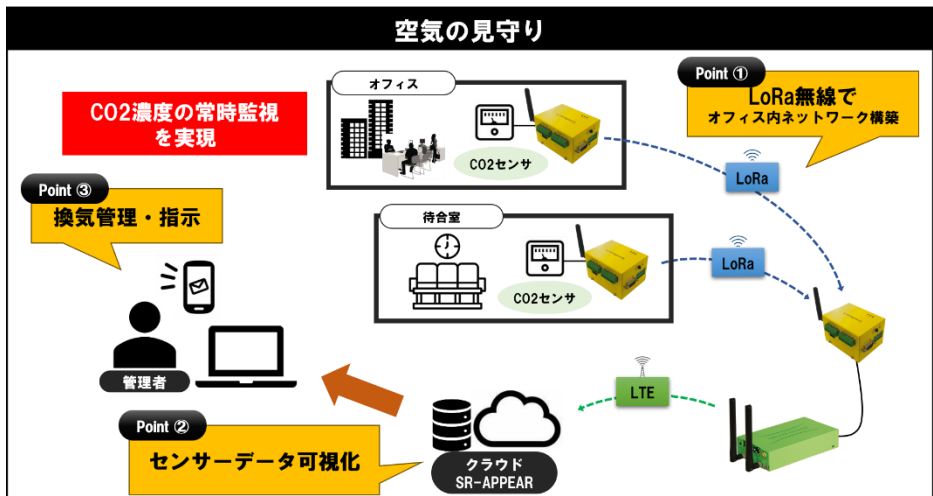 空気の見守り
CO2濃度の常時監視
を実現
オフィス
CO2センサ
Point ①
LoRa無線で
オフィス内ネットワーク構築
LoRa
Point ③
換気管理・指示
待合室
CO2センサ
LoRa
管理者
LTE
Point ②
センサーデータ可視化
クラウド
SR-APPEAR